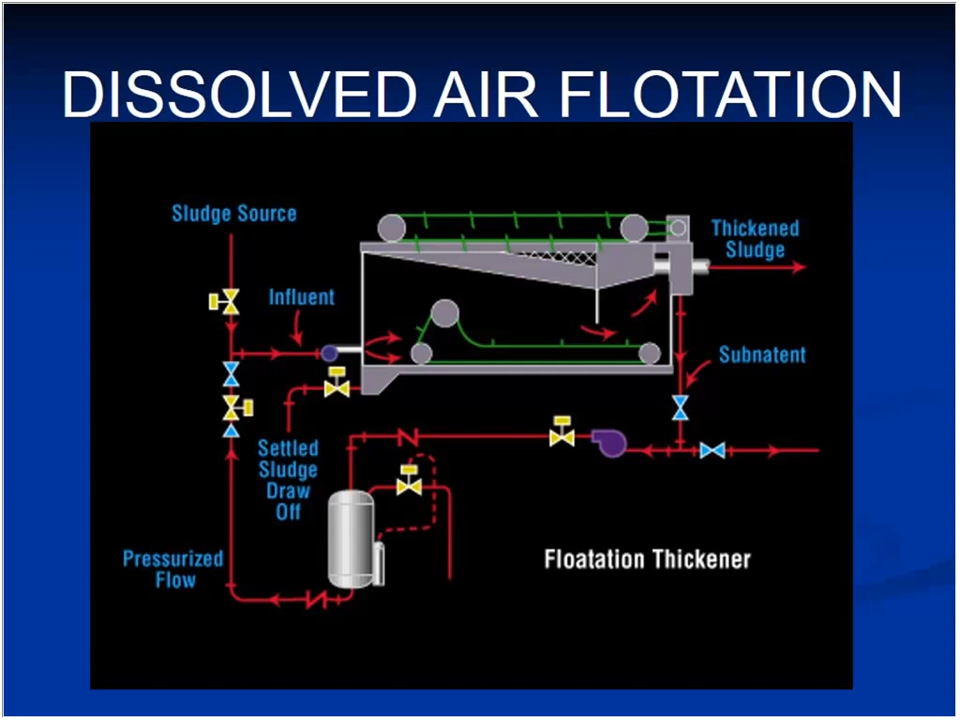 DISSOLVED AIR FLOTATION
Sludge Source
Thickened
Sludge
Influent
Subnatent
Settled
Sludge
Draw
Off
Pressurized
Flow
Floatation Thickener